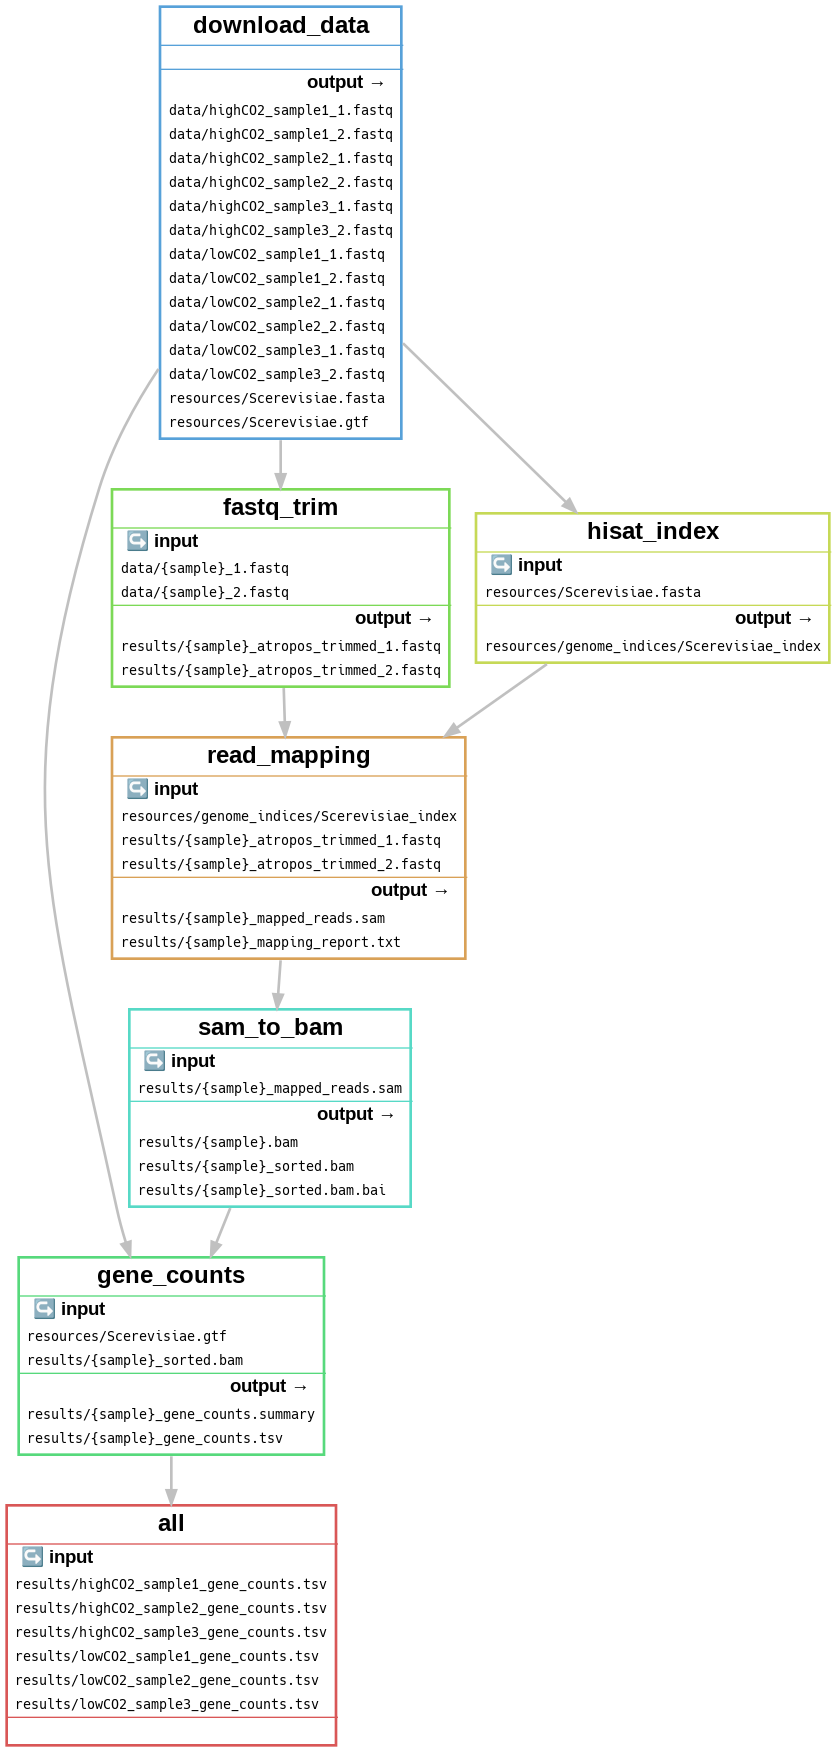 download_data
output →
data/highCO2_sample1_1.fastq
data/highCO2_sample1_2.fastq
data/highCO2_sample2_1.fastq
data/highCO2_sample2_2.fastq
data/highCO2_sample3_1.fastq
data/highCO2_sample3_2.fastq
data/lowCO2_sample1_1.fastq
data/lowCO2_sample1_2.fastq
data/lowCO2_sample2_1.fastq
data/lowCO2_sample2_2.fastq
data/lowCO2_sample3_1.fastq
data/lowCO2_sample3_2.fastq
resources/Scerevisiae.fasta
resources/Scerevisiae.gtf
fastq_trim
↪ input
data/{sample}_1.fastq
data/{sample}_2.fastq
output →
results/{sample}_atropos_trimmed_1.fastq
results/{sample}_atropos_trimmed_2.fastq
hisat_index
↪ input
resources/Scerevisiae.fasta
output →
resources/genome_indices/Scerevisiae_index
read_mapping
↪ input
resources/genome_indices/Scerevisiae_index
results/{sample}_atropos_trimmed_1.fastq
results/{sample}_atropos_trimmed_2.fastq
output →
results/{sample}_mapped_reads.sam
results/{sample}_mapping_report.txt
sam_to_bam
↪ input
results/{sample}_mapped_reads.sam
output →
results/{sample}.bam
results/{sample}_sorted.bam
results/{sample}_sorted.bam.bai
gene_counts
↪ input
resources/Scerevisiae.gtf
results/{sample}_sorted.bam
output →
results/{sample}_gene_counts.summary
results/{sample}_gene_counts.tsv
all
↪ input
results/highCO2_sample1_gene_counts.tsv
results/highCO2_sample2_gene_counts.tsv
results/highCO2_sample3_gene_counts.tsv
results/lowCO2_sample1_gene_counts.tsv
results/lowCO2_sample2_gene_counts.tsv
results/lowCO2_sample3_gene_counts.tsv